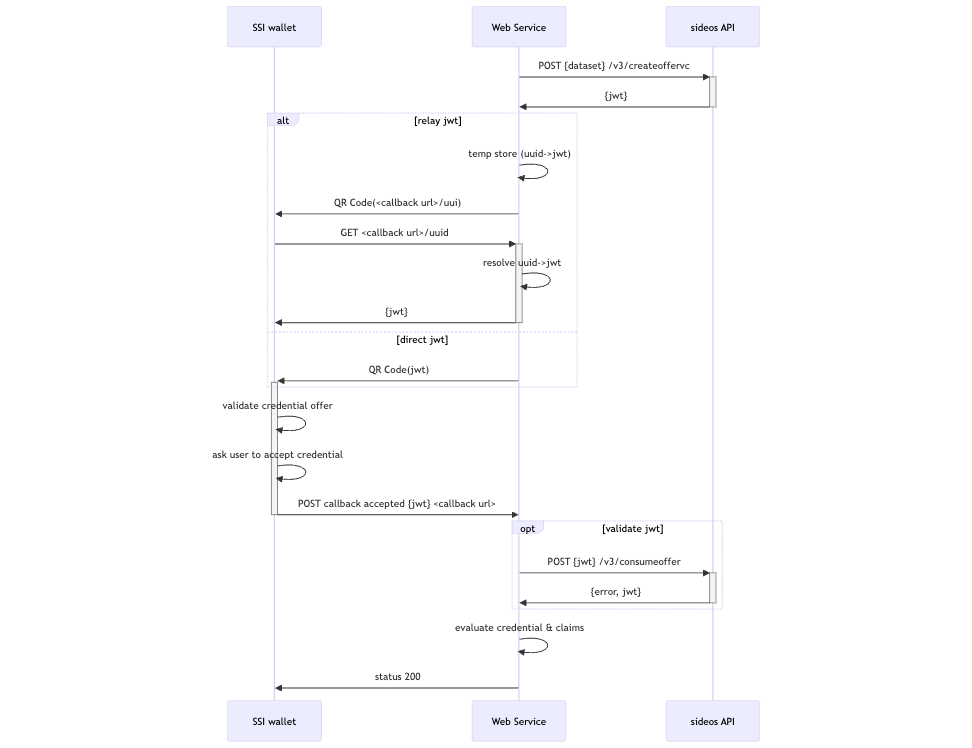 SSI wallet
Web Service
sideos API
POST {dataset} /v3/createoffervc
{jwt}
alt
[relay jwt]
temp store (uuid->jwt)
QR Code(<callback url>/uui)
GET <callback url>/uuid
resolve uuid->jwt
{jwt}
[direct jwt]
QR Code(jwt)
validate credential offer
ask user to accept credential
POST callback accepted {jwt} <callback url>
opt
[validate jwt]
POST {jwt} /v3/consumeoffer
{error, jwt}
evaluate credential & claims
status 200
SSI wallet
Web Service
sideos API